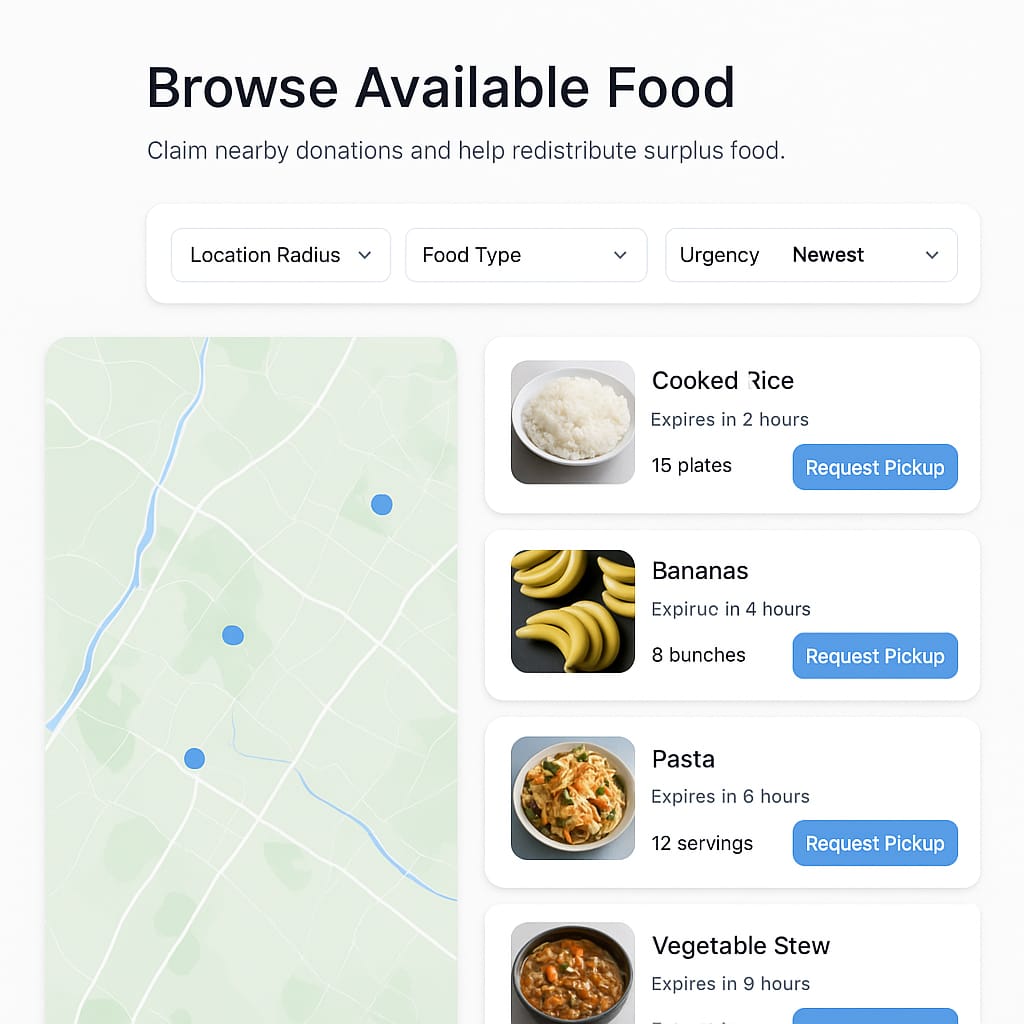 Browse Available Food
Claim nearby donations and help redistribute surplus food.
Location Radius
Food Type
Urgency Newest
Cooked Rice
Expires in 2 hours
15 plates
Request Pickup
Bananas
Expiruc in 4 hours
8 bunches
Request Pickup
Pasta
Expires in 6 hours
12 servings
Request Pickup
Vegetable Stew
Expires in 9 hours